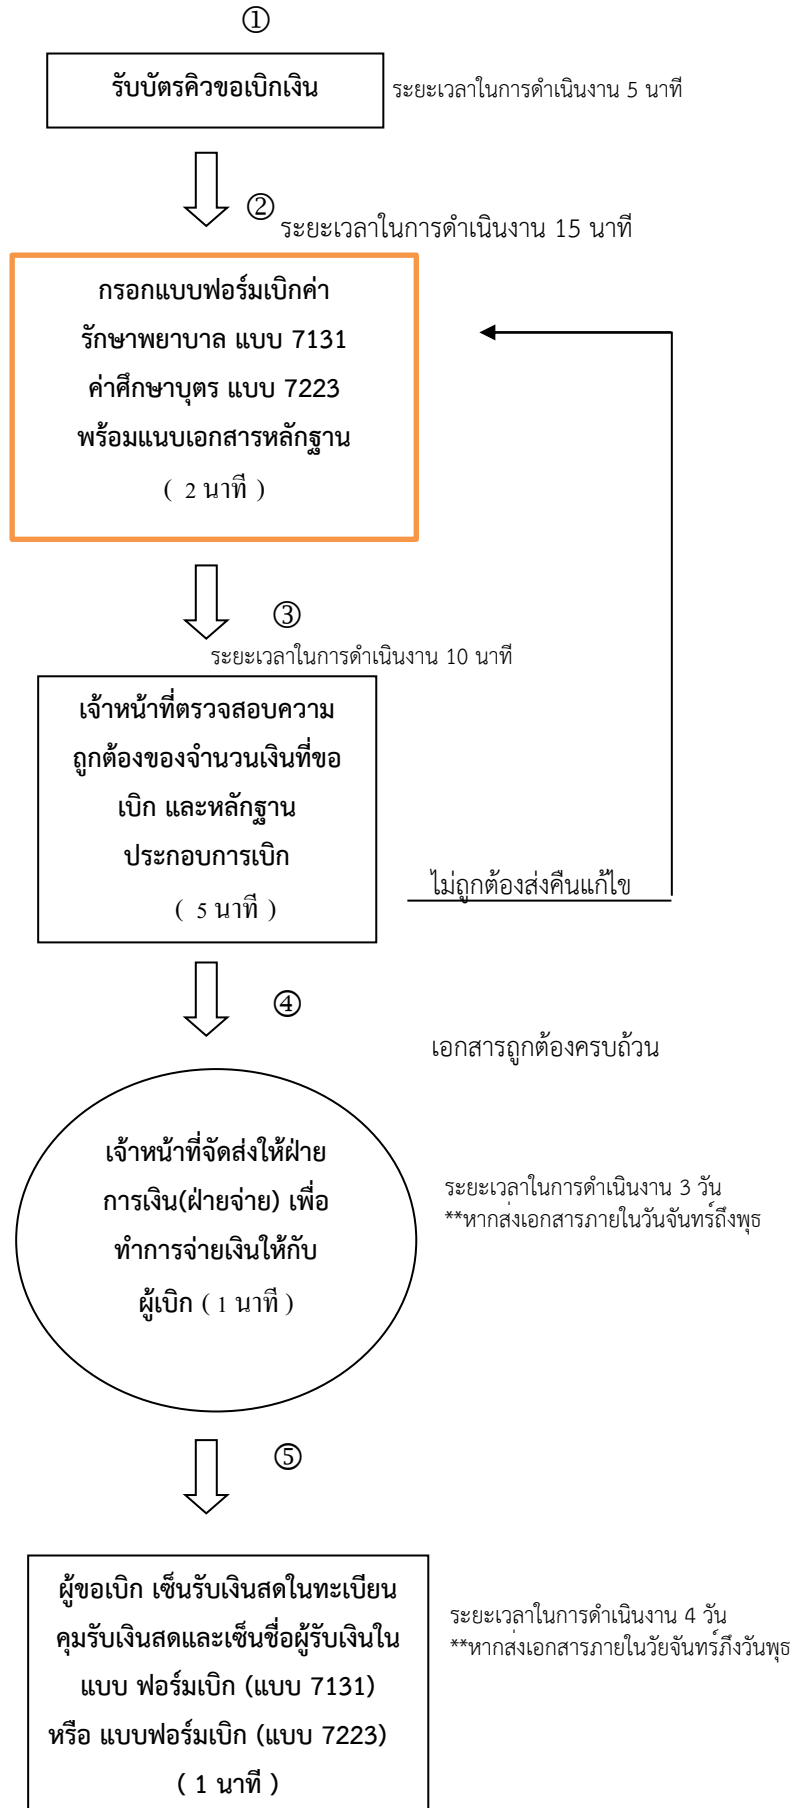 ①
รับบัตรคิวขอเบิกเงิน
ระยะเวลาในการดำเนินงาน 5 นาที
②
ระยะเวลาในการดำเนินงาน 15 นาที
กรอกแบบฟอร์มเบิกค่า
รักษาพยาบาล แบบ 7131
ค่าศึกษาบุตร แบบ 7223
พร้อมแนบเอกสารหลักฐาน
( 2 นาที )
③
ระยะเวลาในการดำเนินงาน 10 นาที
เจ้าหน้าที่ตรวจสอบความ
ถูกต้องของจำนวนเงินที่ขอ
เบิก และหลักฐาน
ประกอบการเบิก
( 5 นาที )
ไม่ถูกต้องส่งคืนแก้ไข
④
เอกสารถูกต้องครบถ้วน
เจ้าหน้าที่จัดส่งให้ฝ่าย
การเงิน(ฝ่ายจ่าย) เพื่อ
ทำการจ่ายเงินให้กับ
ผู้เบิก ( 1 นาที )
ระยะเวลาในการดำเนินงาน 3 วัน
**หากส่งเอกสารภายในวันจันทร์ถึงพุธ
⑤
ผู้ขอเบิก เซ็นรับเงินสดในทะเบียน
คุมรับเงินสดและเซ็นชื่อผู้รับเงินใน
แบบ ฟอร์มเบิก (แบบ 7131)
หรือ แบบฟอร์มเบิก (แบบ 7223)
( 1 นาที )
ระยะเวลาในการดำเนินงาน 4 วัน
**หากส่งเอกสารภายในวัยจันทร์ภึงวันพุธ